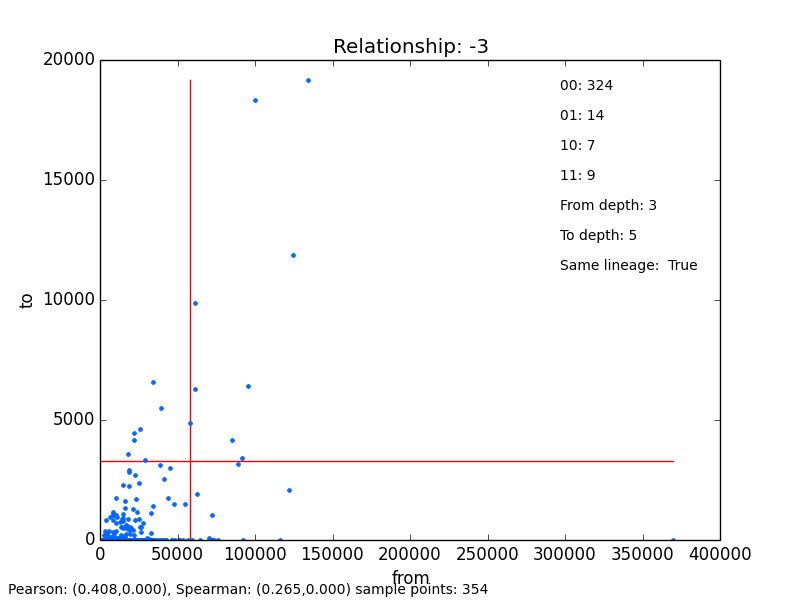 Relationship: -3
20000
15000
10000
5000
0
to
00: 324
01: 14
10: 7
11: 9
From depth: 3
To depth: 5
Same lineage:  True
0 50000 100000 150000 200000 250000 300000 350000 400000
from
Pearson: (0.408,0.000), Spearman: (0.265,0.000) sample points: 354